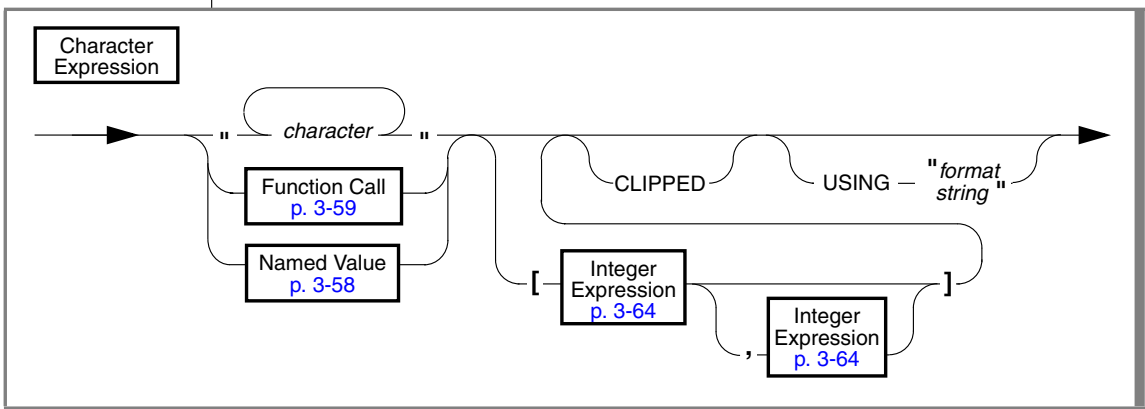 Character
Expression
" character "
Function Call
p. 3-59
Named Value
p. 3-58
CLIPPED
USING
"format
string "
[
Integer
Expression
p. 3-64
]
,
Integer
Expression
p. 3-64